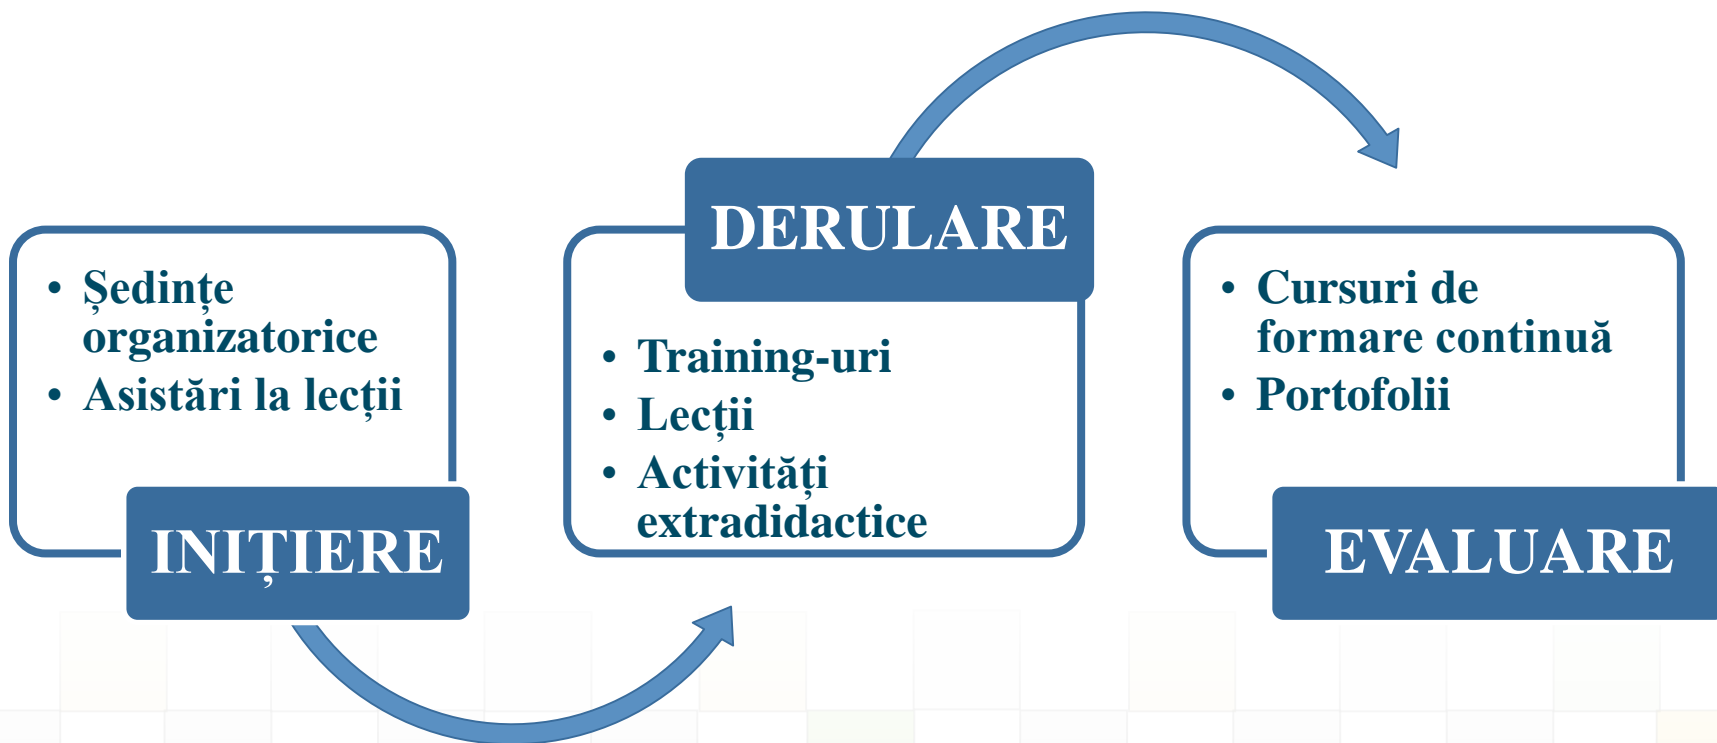 • Ședințe
organizatorice
• Asistări la lecții
INIȚIERE
DERULARE
• Training-uri
• Lecții
• Activități
extradidactice
• Cursuri de
formare continuă
• Portofolii
EVALUARE